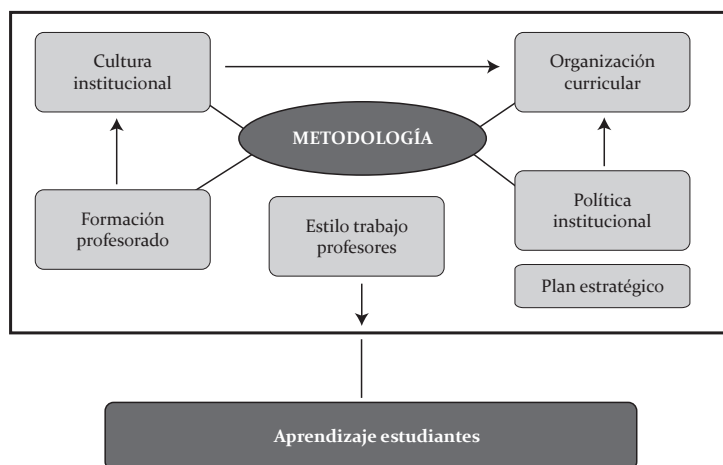 Cultura
institucional
Organización
curricular
METODOLOGÍA
Formación
profesorado
Estilo trabajo
profesores
Política
institucional
Plan estratégico
Aprendizaje estudiantes